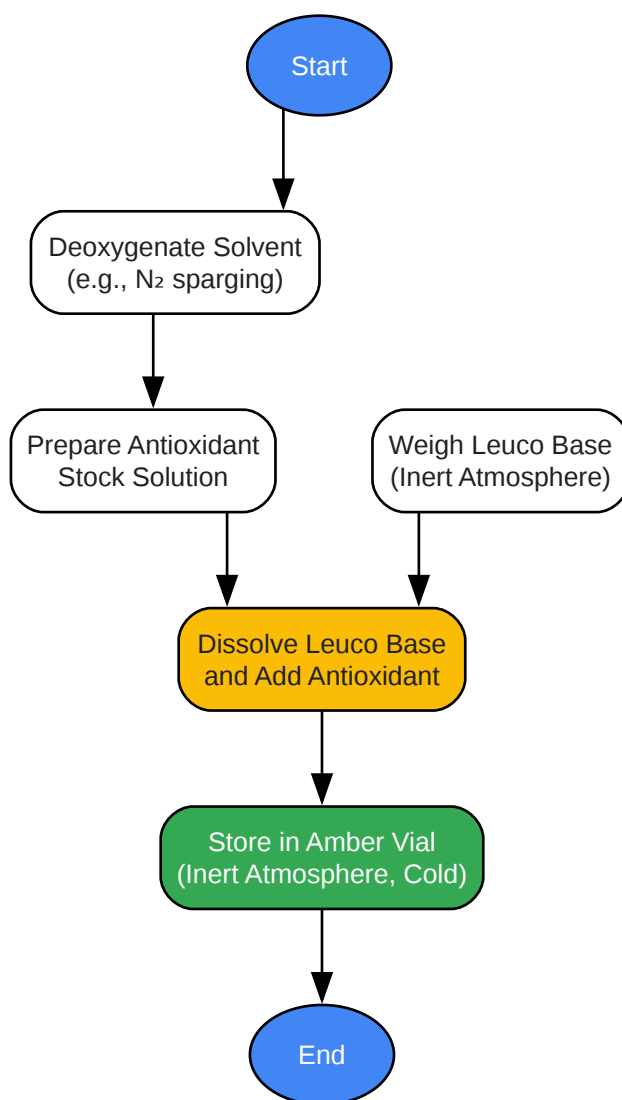 Start
Deoxygenate Solvent
(e.g., N₂ sparging)
Prepare Antioxidant
Stock Solution
Weigh Leuco Base
(Inert Atmosphere)
Dissolve Leuco Base
and Add Antioxidant
Store in Amber Vial
(Inert Atmosphere, Cold)
End